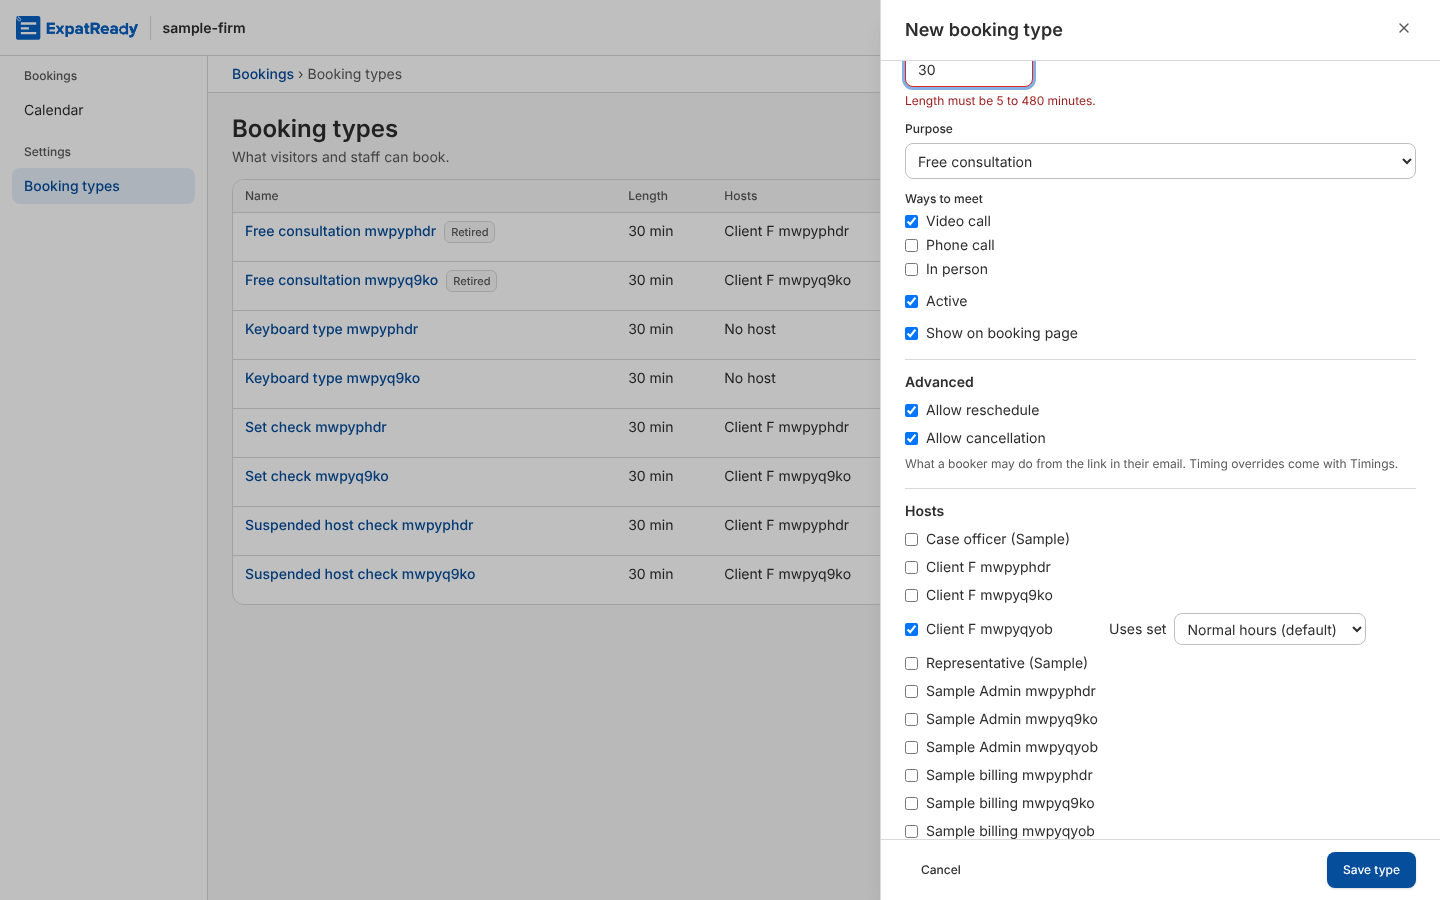 ExpatReady
sample-firm
Bookings
Calendar
Settings
Booking types
Bookings › Booking types
Booking types
What visitors and staff can book.
Name Length Hosts
Free consultation mwpyphdr Retired 30 min Client F mwpyphdr
Free consultation mwpyq9ko Retired 30 min Client F mwpyq9ko
Keyboard type mwpyphdr 30 min No host
Keyboard type mwpyq9ko 30 min No host
Set check mwpyphdr 30 min Client F mwpyphdr
Set check mwpyq9ko 30 min Client F mwpyq9ko
Suspended host check mwpyphdr 30 min Client F mwpyphdr
Suspended host check mwpyq9ko 30 min Client F mwpyq9ko
New booking type
30
Length must be 5 to 480 minutes.
Purpose
Free consultation
Ways to meet
Video call
Phone call
In person
Active
Show on booking page
Advanced
Allow reschedule
Allow cancellation
What a booker may do from the link in their email. Timing overrides come with Timings.
Hosts
Case officer (Sample)
Client F mwpyphdr
Client F mwpyq9ko
Client F mwpyqyob Uses set Normal hours (default)
Representative (Sample)
Sample Admin mwpyphdr
Sample Admin mwpyq9ko
Sample Admin mwpyqyob
Sample billing mwpyphdr
Sample billing mwpyq9ko
Sample billing mwpyqyob
Cancel
Save type